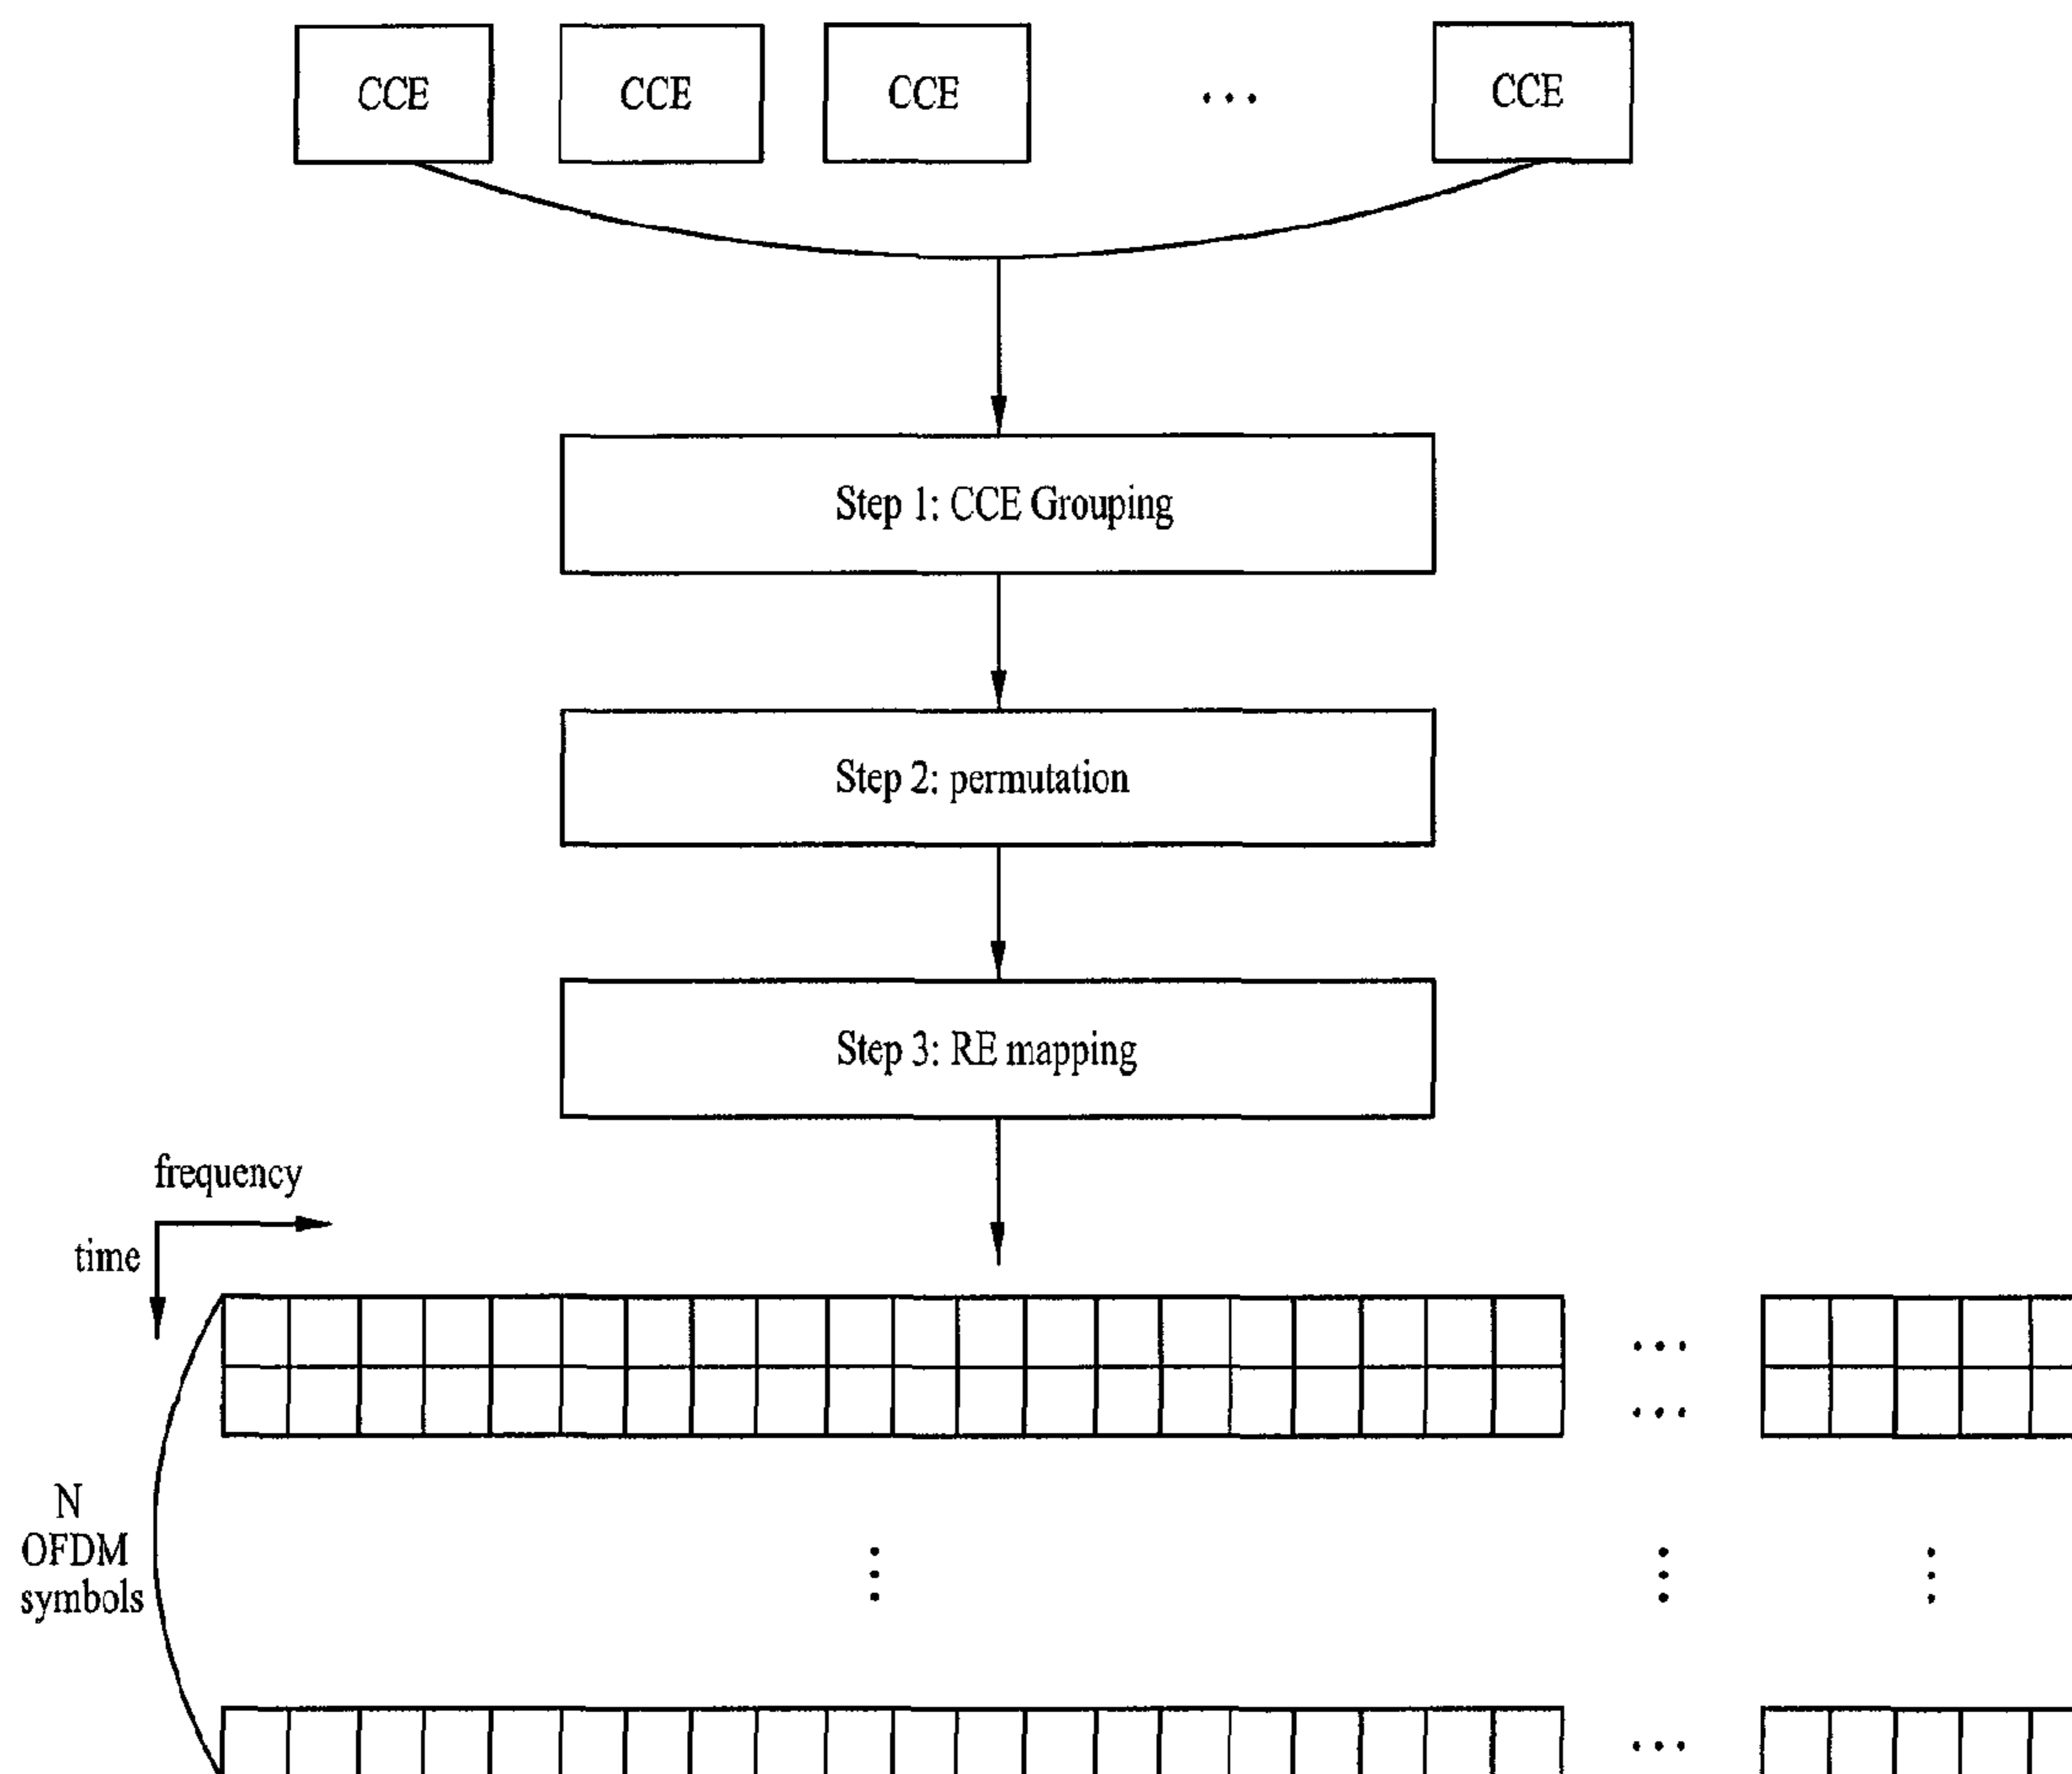 CCE CCE CCE ... CCE
Step 1: CCE Grouping
Step 2: permutation
Step 3: RE mapping
frequency
time
...
...
N
OFDM
symbols
...